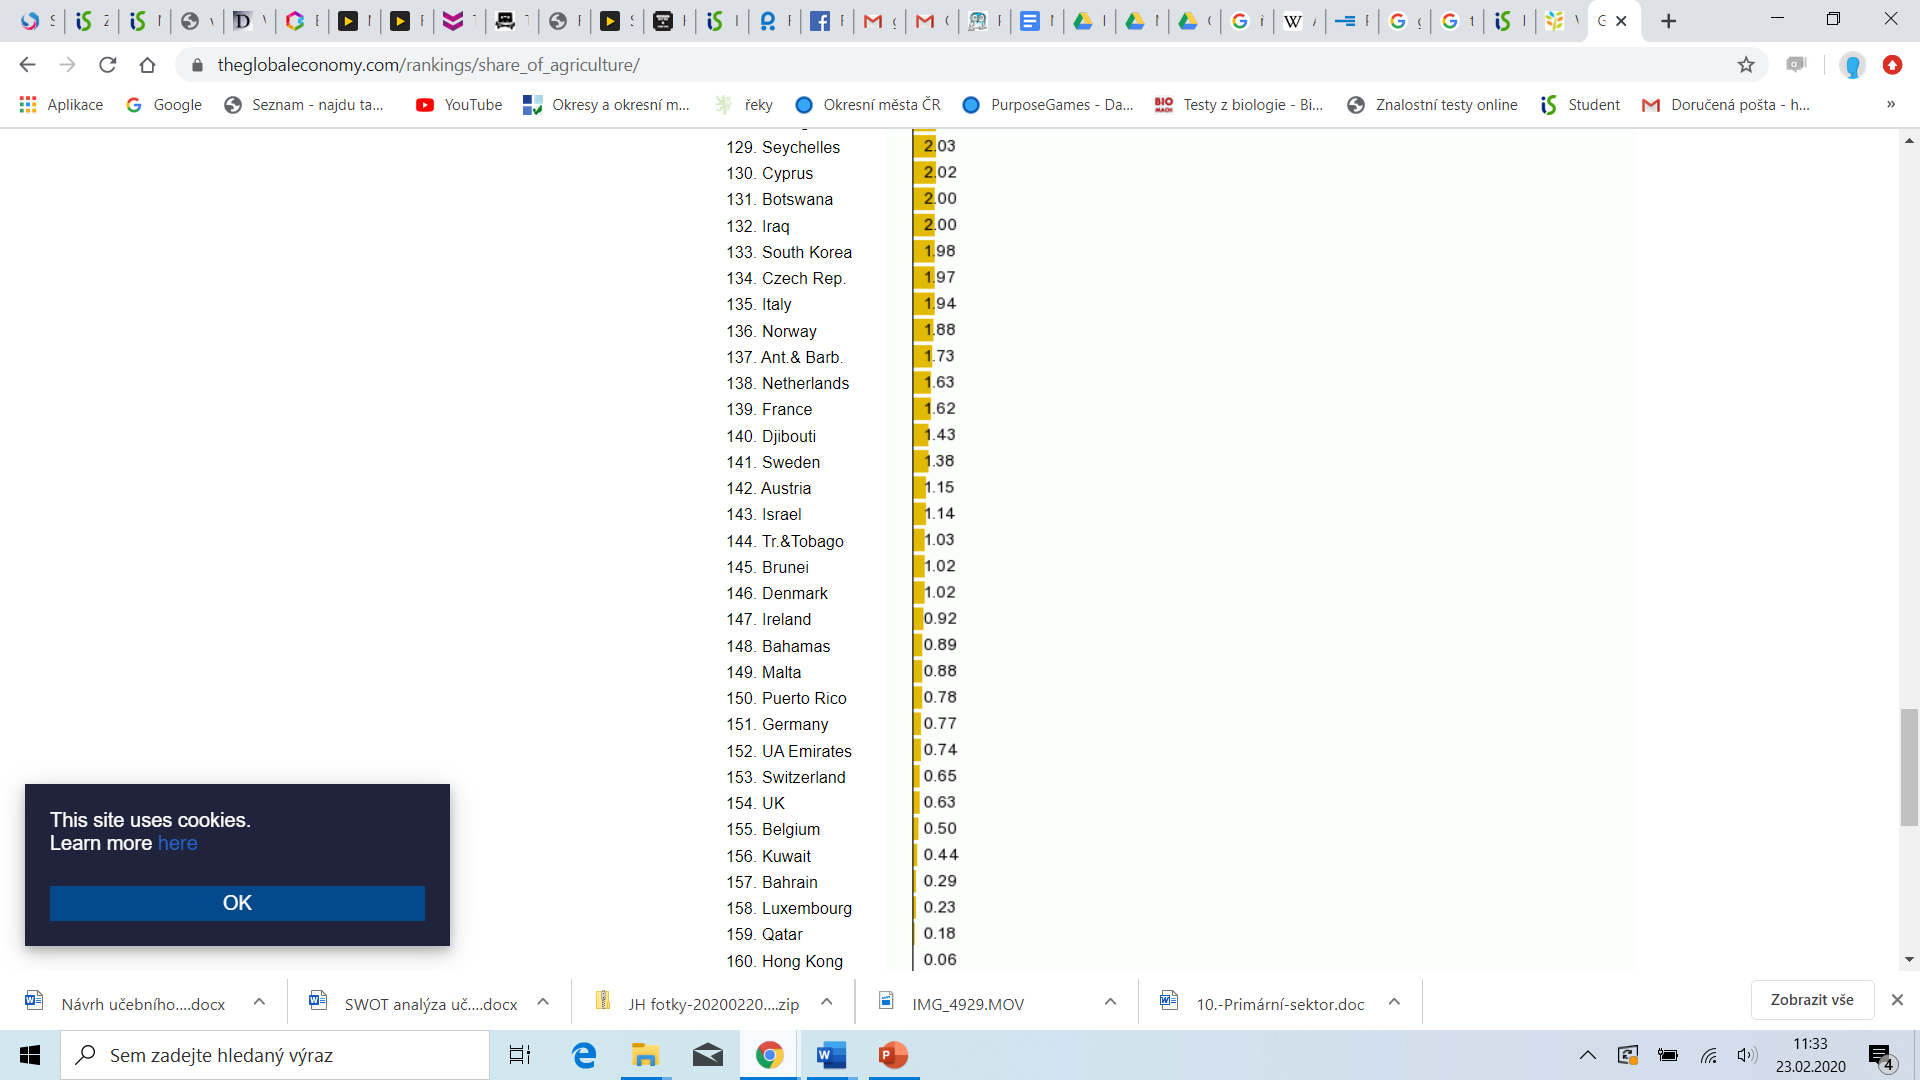 theglobaleconomy.com/rankings/share_of_agriculture/
Aplikace Google Seznam - najdu ta... YouTube Okresy a okresní m... řeky Okresní města ČR PurposeGames - Da... Testy z biologie - Bi... Znalostní testy online Student Doručená pošta - h... »
129. Seychelles 2.03
130. Cyprus 2.02
131. Botswana 2.00
132. Iraq 2.00
133. South Korea 1.98
134. Czech Rep. 1.97
135. Italy 1.94
136. Norway 1.88
137. Ant.& Barb. 1.73
138. Netherlands 1.63
139. France 1.62
140. Djibouti 1.43
141. Sweden 1.38
142. Austria 1.15
143. Israel 1.14
144. Tr.&Tobago 1.03
145. Brunei 1.02
146. Denmark 1.02
147. Ireland 0.92
148. Bahamas 0.89
149. Malta 0.88
150. Puerto Rico 0.78
151. Germany 0.77
152. UA Emirates 0.74
153. Switzerland 0.65
154. UK 0.63
155. Belgium 0.50
156. Kuwait 0.44
157. Bahrain 0.29
158. Luxembourg 0.23
159. Qatar 0.18
160. Hong Kong 0.06
This site uses cookies.
Learn more here
OK
Návrh učebního....docx SWOT analýza uč....docx JH fotky-20200220....zip IMG_4929.MOV 10.-Primární-sektor.doc Zobrazit vše
Sem zadejte hledaný výraz
11:33
23.02.2020
4